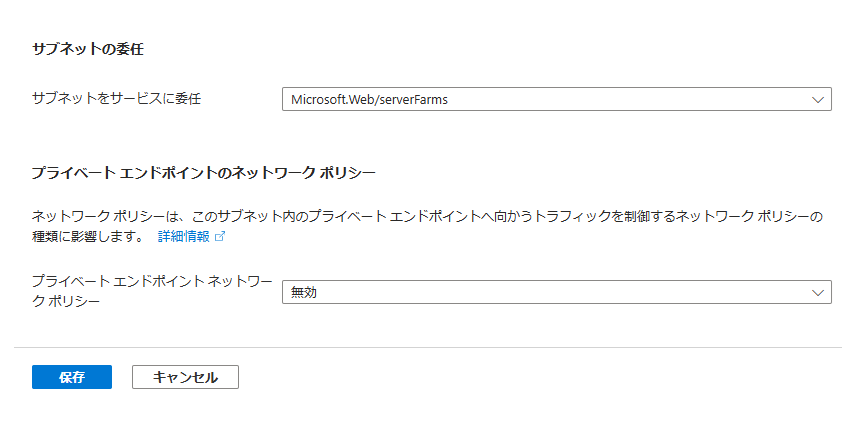 サブネットの委任
サブネットをサービスに委任
Microsoft.Web/serverFarms
プライベート エンドポイントのネットワーク ポリシー
ネットワーク ポリシーは、このサブネット内のプライベート エンドポイントへ向かうトラフィックを制御するネットワーク ポリシーの
種類に影響します。 詳細情報
プライベート エンドポイント ネットワー
ク ポリシー
無効
保存
キャンセル